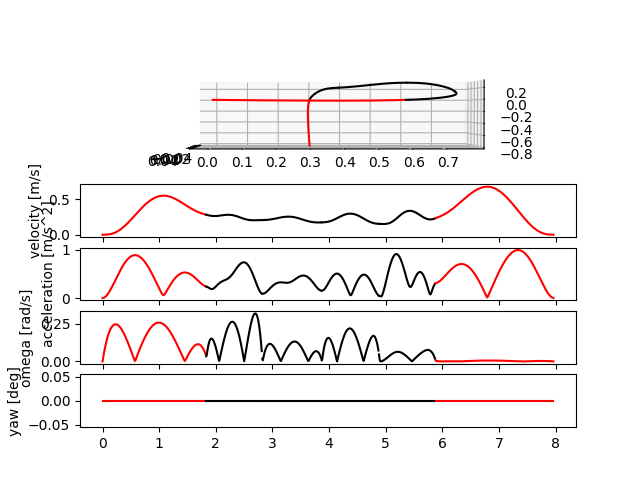 0.2
0.0
−0.2
−0.4
−0.6
−0.8
0.0 0.1 0.2 0.3 0.4 0.5 0.6 0.7
velocity [m/s]
0.5
0.0
acceleration [m/s^2]
1
0
omega [rad/s]
0.25
0.00
yaw [deg]
0.05
0.00
−0.05
0 1 2 3 4 5 6 7 8